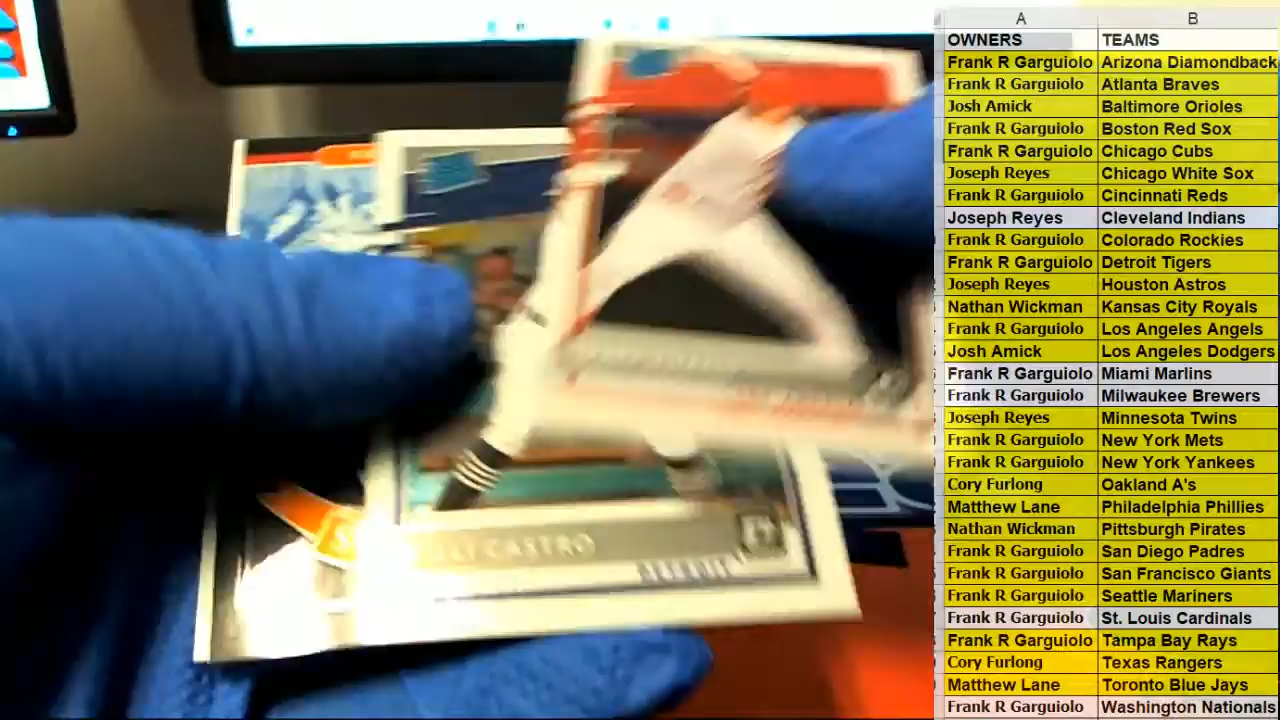 A B
OWNERS TEAMS
Frank R Garguiolo Arizona Diamondback
Frank R Garguiolo Atlanta Braves
Josh Amick Baltimore Orioles
Frank R Garguiolo Boston Red Sox
Frank R Garguiolo Chicago Cubs
Joseph Reyes Chicago White Sox
Frank R Garguiolo Cincinnati Reds
Joseph Reyes Cleveland Indians
Frank R Garguiolo Colorado Rockies
Frank R Garguiolo Detroit Tigers
Joseph Reyes Houston Astros
Nathan Wickman Kansas City Royals
Frank R Garguiolo Los Angeles Angels
Josh Amick Los Angeles Dodgers
Frank R Garguiolo Miami Marlins
Frank R Garguiolo Milwaukee Brewers
Joseph Reyes Minnesota Twins
Frank R Garguiolo New York Mets
Frank R Garguiolo New York Yankees
Cory Furlong Oakland A's
Matthew Lane Philadelphia Phillies
Nathan Wickman Pittsburgh Pirates
Frank R Garguiolo San Diego Padres
Frank R Garguiolo San Francisco Giants
Frank R Garguiolo Seattle Mariners
Frank R Garguiolo St. Louis Cardinals
Frank R Garguiolo Tampa Bay Rays
Cory Furlong Texas Rangers
Matthew Lane Toronto Blue Jays
Frank R Garguiolo Washington Nationals
CASTRO